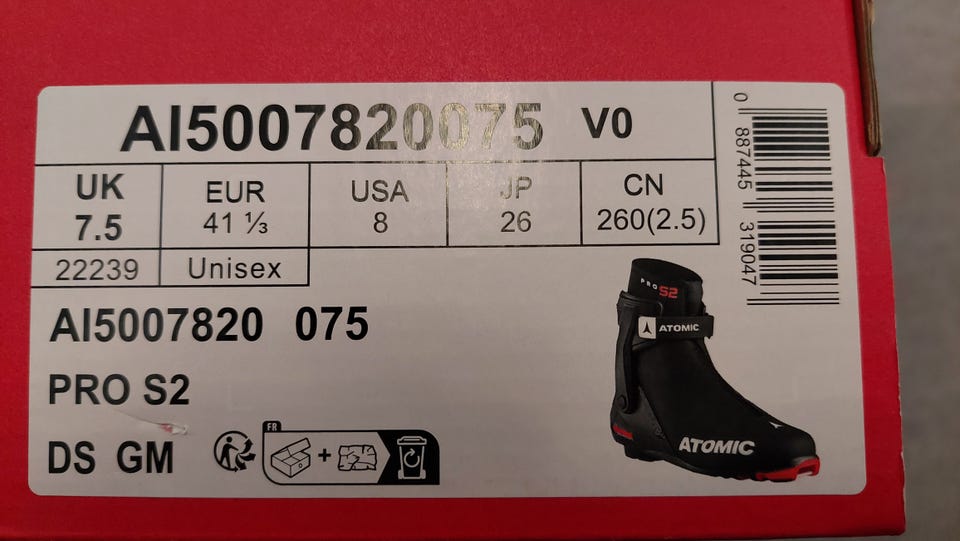 AI5007820075 V0
UK EUR USA JP CN
7.5 41 ⅓ 8 26 260(2.5)
22239 Unisex
AI5007820 075
PRO S2
DS GM
FR
0 887445 319047
PRO S2
ATOMIC
ATOMIC